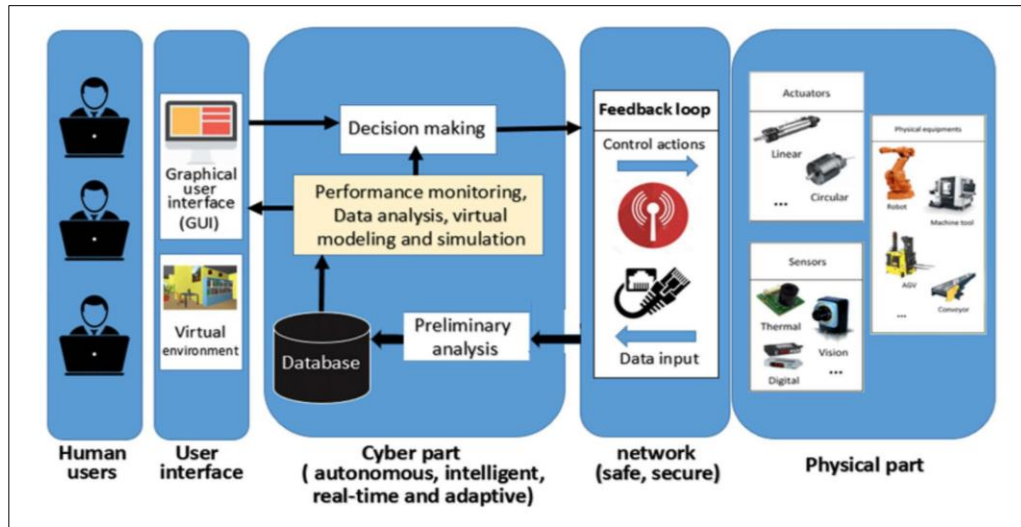 Graphical
user
interface
(GUI)
Virtual
environment
Decision making
Performance monitoring,
Data analysis, virtual
modeling and simulation
Database
Preliminary
analysis
Feedback loop
Control actions
Data input
Actuators
Linear
Circular
...
Sensors
Thermal
Vision
Digital
...
Physical equipments
Robot
Machine tool
AGV
Conveyor
...
Human
users
User
interface
Cyber part
( autonomous, intelligent,
real-time and adaptive)
network
(safe, secure)
Physical part